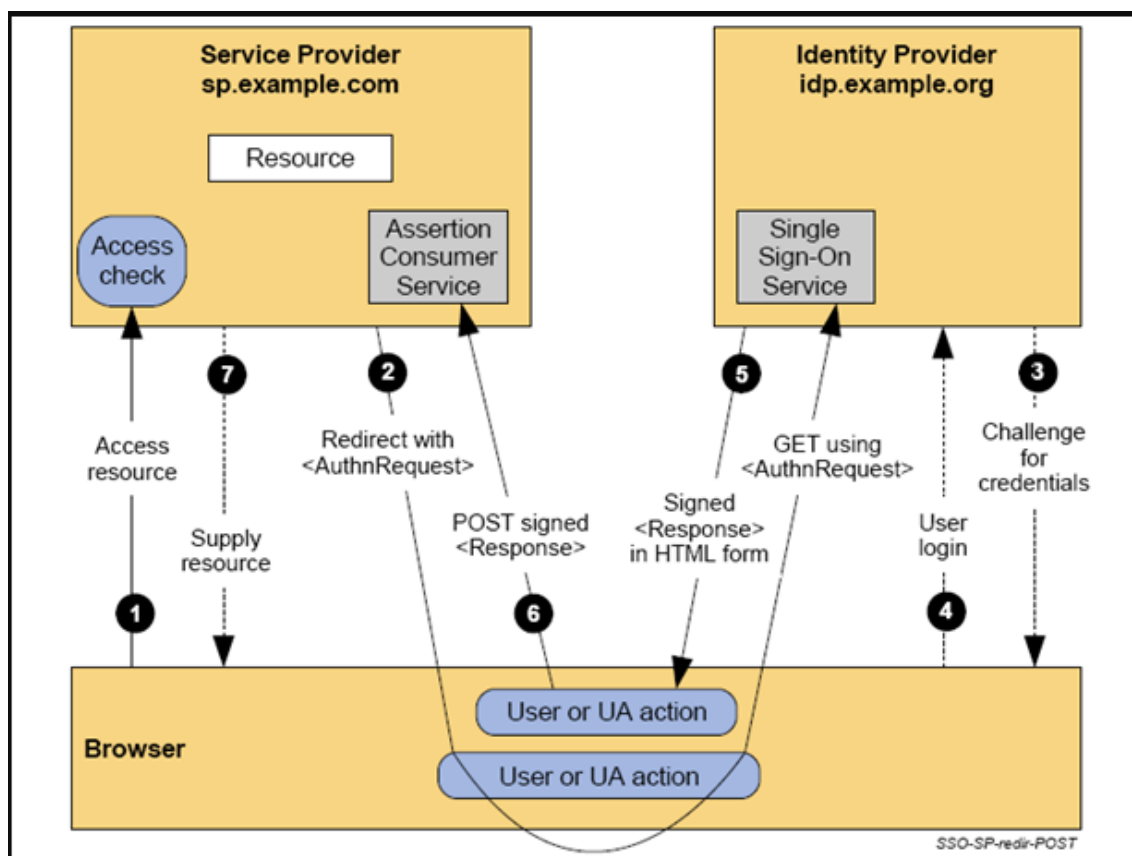 Service Provider
sp.example.com
Identity Provider
idp.example.org
Resource
Access
check
Assertion
Consumer
Service
Single
Sign-On
Service
7
2
5
3
Access
resource
Redirect with
<AuthnRequest>
GET using
<AuthnRequest>
Challenge
for
credentials
Supply
resource
POST signed
<Response>
Signed
<Response>
in HTML form
User
login
1
6
4
User or UA action
Browser
User or UA action
SSO-SP-redir-POST